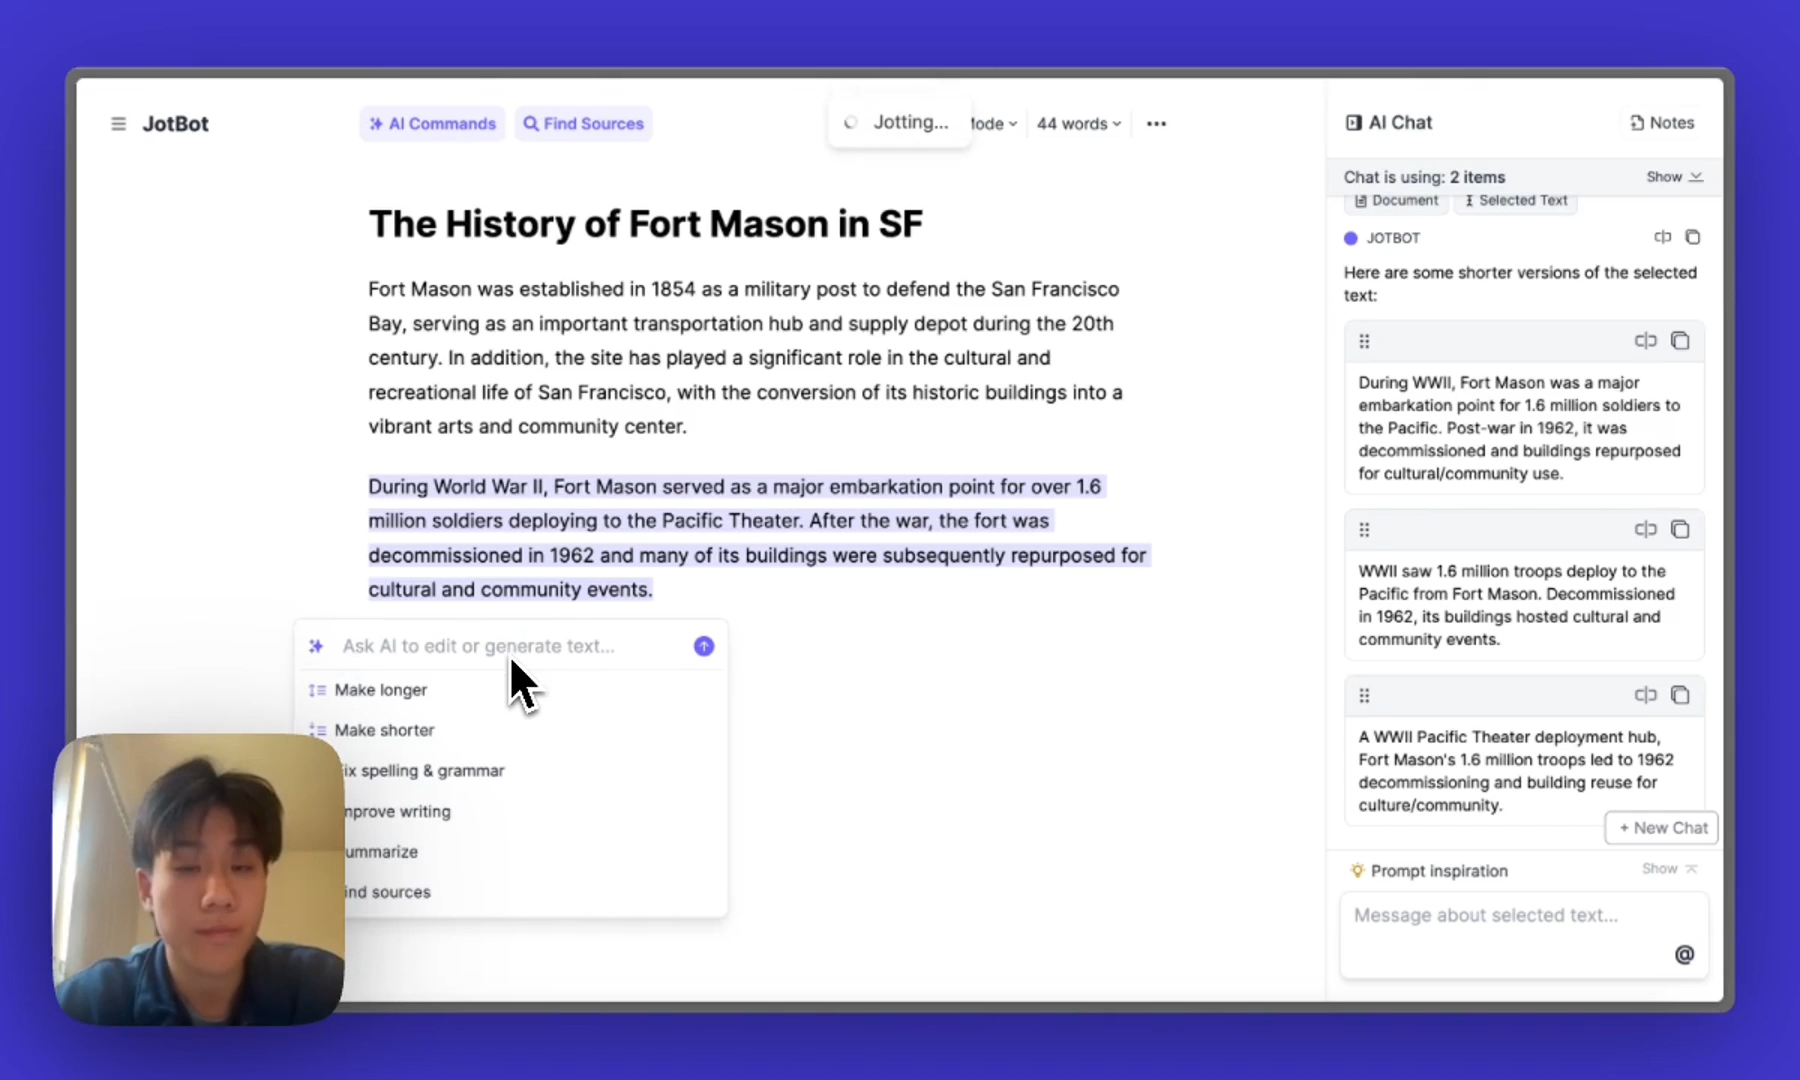 JotBot
AI Commands
Find Sources
Jotting...
44 words
AI Chat
Notes
Chat is using: 2 items
Show
Document
Selected Text
The History of Fort Mason in SF
Fort Mason was established in 1854 as a military post to defend the San Francisco
Bay, serving as an important transportation hub and supply depot during the 20th
century. In addition, the site has played a significant role in the cultural and
recreational life of San Francisco, with the conversion of its historic buildings into a
vibrant arts and community center.
During World War II, Fort Mason served as a major embarkation point for over 1.6
million soldiers deploying to the Pacific Theater. After the war, the fort was
decommissioned in 1962 and many of its buildings were subsequently repurposed for
cultural and community events.
Ask AI to edit or generate text...
Make longer
Make shorter
ix spelling & grammar
nprove writing
ummarize
ind sources
JOTBOT
Here are some shorter versions of the selected
text:
During WWII, Fort Mason was a major
embarkation point for 1.6 million soldiers to
the Pacific. Post-war in 1962, it was
decommissioned and buildings repurposed
for cultural/community use.
WWII saw 1.6 million troops deploy to the
Pacific from Fort Mason. Decommissioned
in 1962, its buildings hosted cultural and
community events.
A WWII Pacific Theater deployment hub,
Fort Mason's 1.6 million troops led to 1962
decommissioning and building reuse for
culture/community.
+ New Chat
Prompt inspiration
Show
Message about selected text...
@